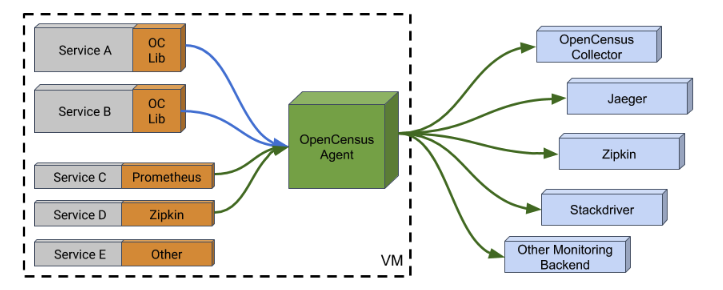 Service A
OC
Lib
Service B
OC
Lib
Service C
Prometheus
Service D
Zipkin
Service E
Other
OpenCensus
Agent
VM
OpenCensus
Collector
Jaeger
Zipkin
Stackdriver
Other Monitoring
Backend